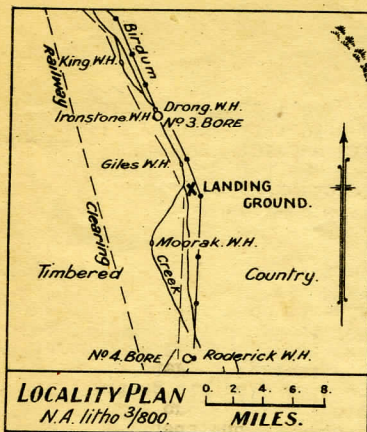 Birdum
King W.H.
Railway
Drong. W.H.
Ironstone W.H
No 3. BORE
Giles W.H.
X LANDING
GROUND.
Clearing
Moorak. W.H.
Timbered
Creek
Country.
No 4. BORE
Roderick W.H.
LOCALITY PLAN
N.A. litho 3/800.
0. 2. 4. 6. 8.
MILES.